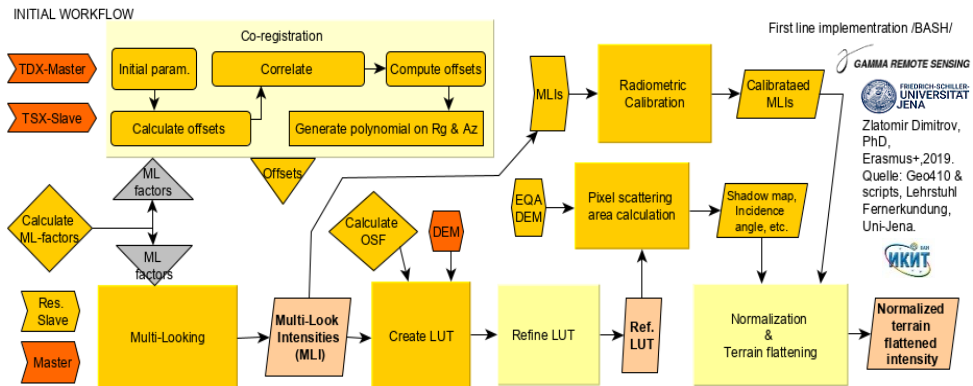 INITIAL WORKFLOW
First line implementation /BASH/
Co-registration
TDX-Master
TSX-Slave
Initial param.
Correlate
Compute offsets
Calculate offsets
Generate polynomial on Rg & Az
MLIs
Radiometric
Calibration
Calibrataed
MLIs
GAMMA REMOTE SENSING
FRIEDRICH-SCHILLER-
UNIVERSITAT
JENA
Zlatomir Dimitrov,
PhD,
Erasmus+,2019.
Quelle: Geo410 &
scripts, Lehrstuhl
Fernerkundung,
Uni-Jena.
ИКИТ
БАН
ML
factors
Offsets
Calculate
ML-factors
ML
factors
Calculate
OSF
DEM
EQA
DEM
Pixel scattering
area calculation
Shadow map,
Incidence
angle, etc.
Res.
Slave
Master
Multi-Looking
Multi-Look
Intensities
(MLI)
Create LUT
Refine LUT
Ref.
LUT
Normalization
&
Terrain flattening
Normalized
terrain
flattened
intensity